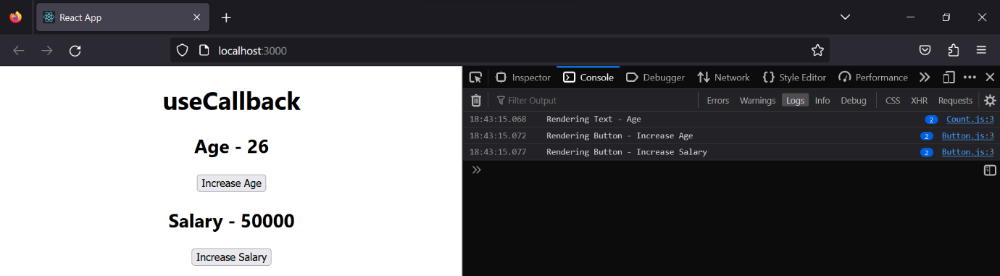 React App
localhost:3000
useCallback
Age - 26
Increase Age
Salary - 50000
Increase Salary
Inspector Console Debugger Network Style Editor Performance
Filter Output Errors Warnings Logs Info Debug CSS XHR Requests
18:43:15.068 Rendering Text - Age 2 Count.js:3
18:43:15.072 Rendering Button - Increase Age 2 Button.js:3
18:43:15.077 Rendering Button - Increase Salary 2 Button.js:3